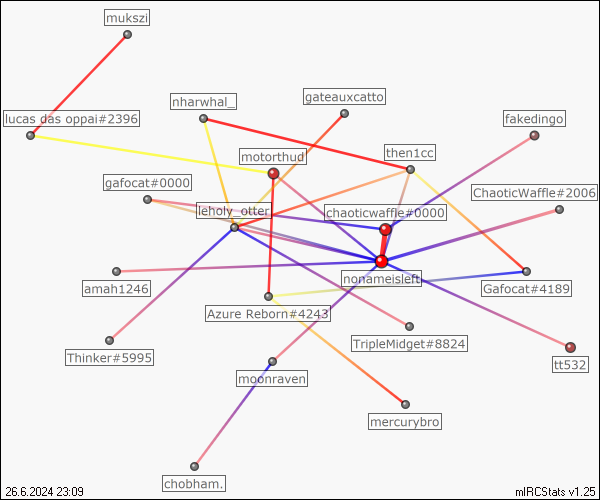 mukszi
lucas das oppai#2396
nharwhal_
gateauxcatto
fakedingo
motorthud
then1cc
gafocat#0000
ChaoticWaffle#2006
leholy_otter
chaoticwaffle#0000
nonameisleft
amah1246
Gafocat#4189
Azure Reborn#4243
Thinker#5995
TripleMidget#8824
tt532
moonraven
mercurybro
chobham.
26.6.2024 23:09
mIRCStats v1.25